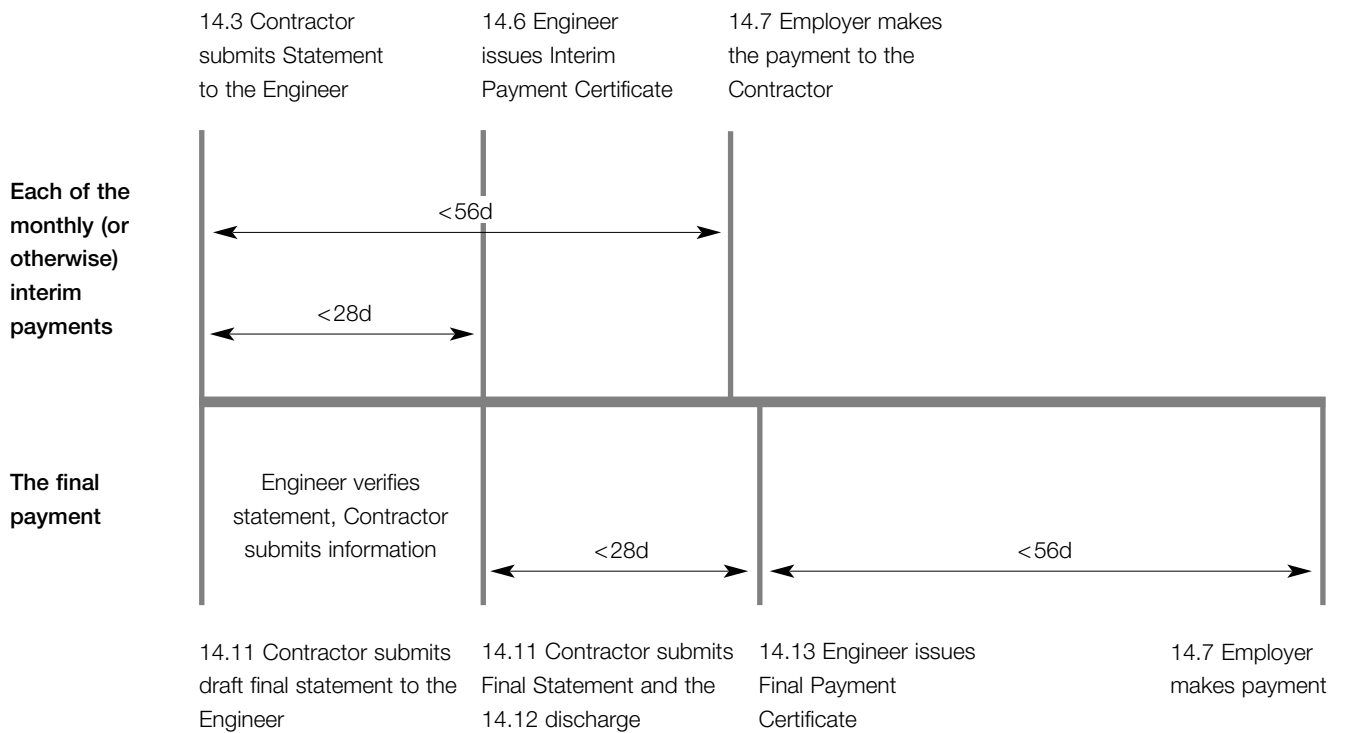 14.3 Contractor
submits Statement
to the Engineer
14.6 Engineer
issues Interim
Payment Certificate
14.7 Employer makes
the payment to the
Contractor
Each of the
monthly (or
otherwise)
interim
payments
<56d
<28d
The final
payment
Engineer verifies
statement, Contractor
submits information
<28d
<56d
14.11 Contractor submits
draft final statement to the
Engineer
14.11 Contractor submits
Final Statement and the
14.12 discharge
14.13 Engineer issues
Final Payment
Certificate
14.7 Employer
makes payment